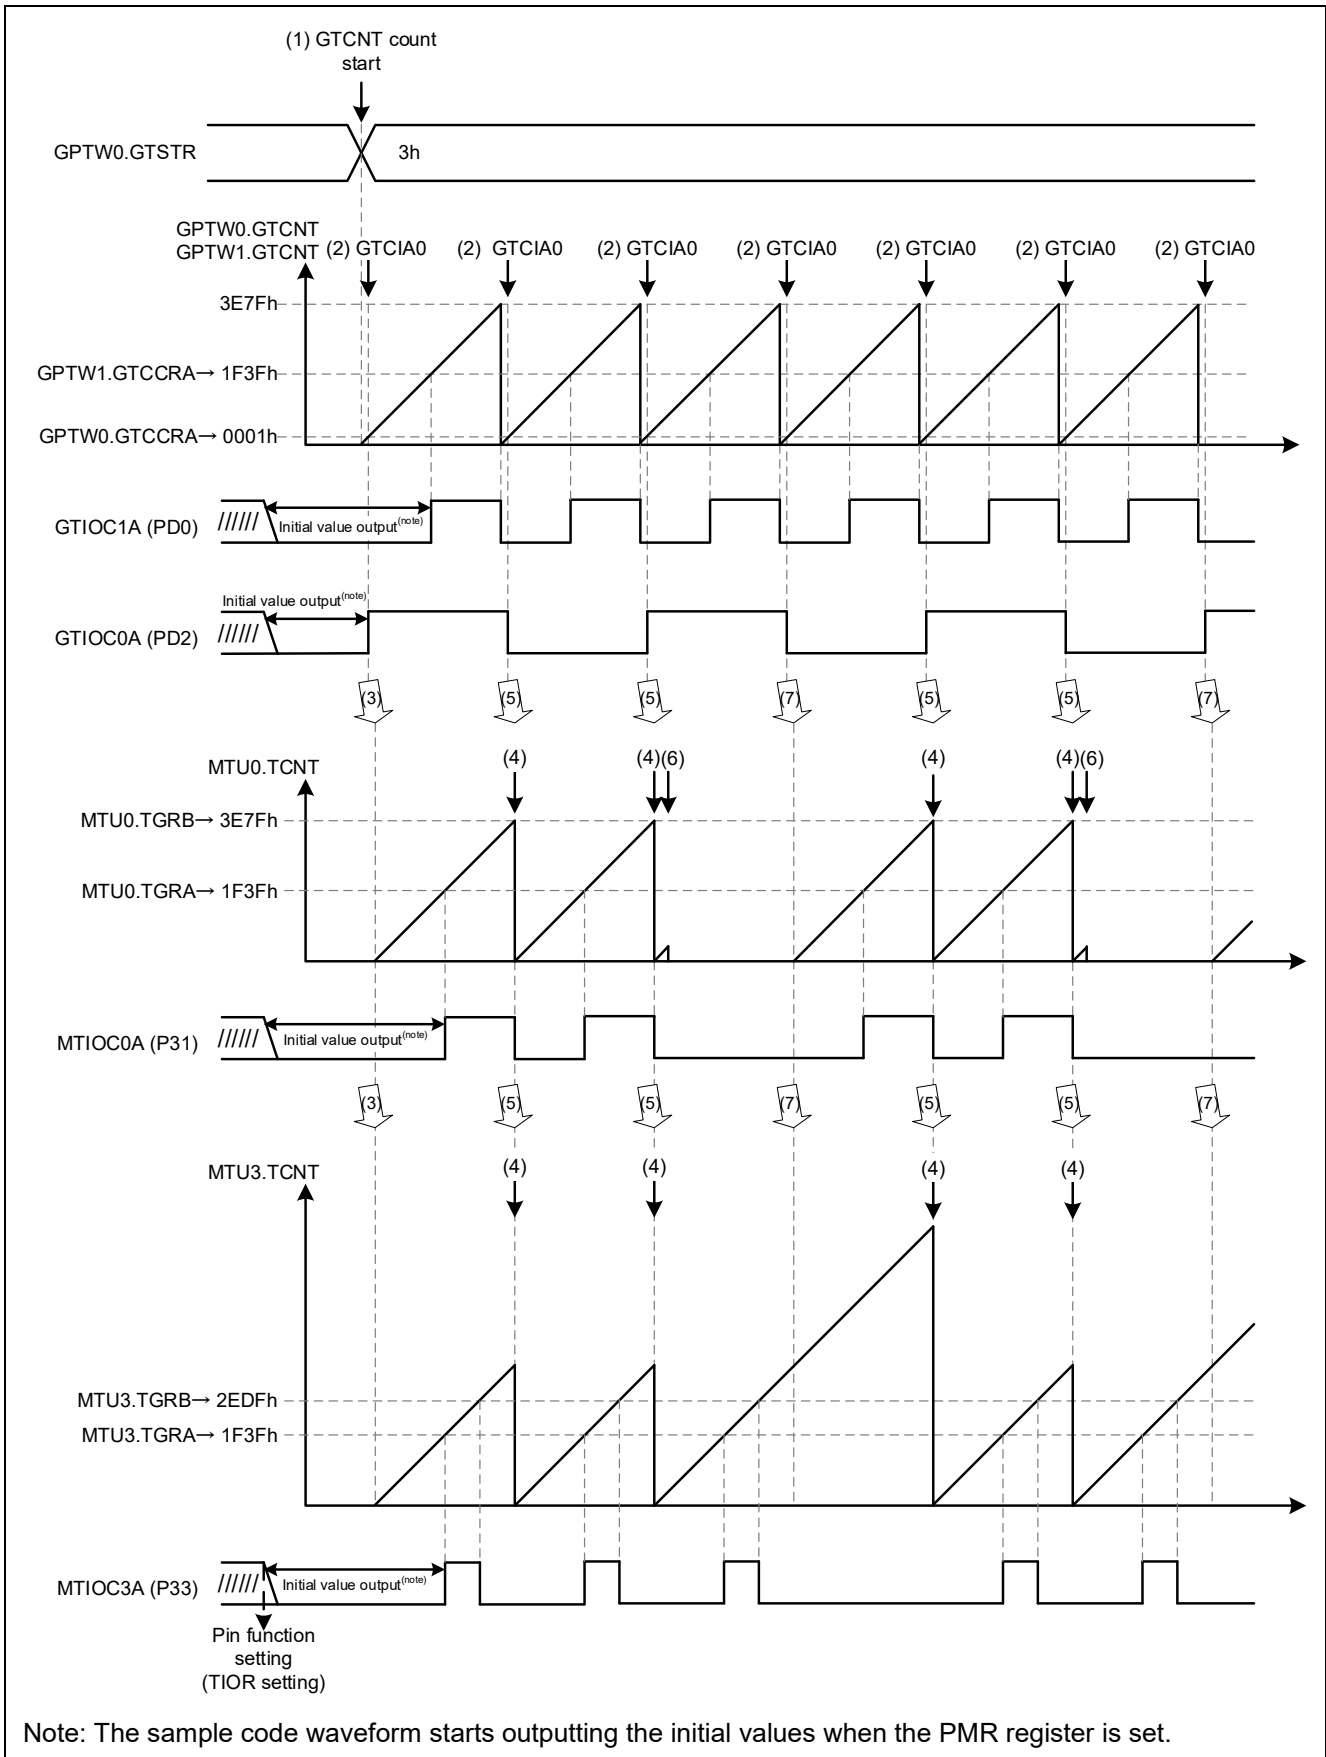 (1) GTCNT count
start
GPTW0.GTSTR
3h
GPTW0.GTCNT
GPTW1.GTCNT
(2) GTCIA0
(2) GTCIA0
(2) GTCIA0
(2) GTCIA0
(2) GTCIA0
(2) GTCIA0
(2) GTCIA0
3E7Fh
GPTW1.GTCCRA→ 1F3Fh
GPTW0.GTCCRA→ 0001h
GTIOC1A (PD0)
//////
Initial value output(note)
Initial value output(note)
GTIOC0A (PD2)
//////
(3)
(5)
(5)
(7)
(5)
(5)
(7)
MTU0.TCNT
(4)
(4)(6)
(4)
(4)(6)
MTU0.TGRB→ 3E7Fh
MTU0.TGRA→ 1F3Fh
MTIOC0A (P31)
//////
Initial value output(note)
(3)
(5)
(5)
(7)
(5)
(5)
(7)
MTU3.TCNT
(4)
(4)
(4)
(4)
MTU3.TGRB→ 2EDFh
MTU3.TGRA→ 1F3Fh
MTIOC3A (P33)
//////
Initial value output(note)
Pin function
setting
(TIOR setting)
Note: The sample code waveform starts outputting the initial values when the PMR register is set.